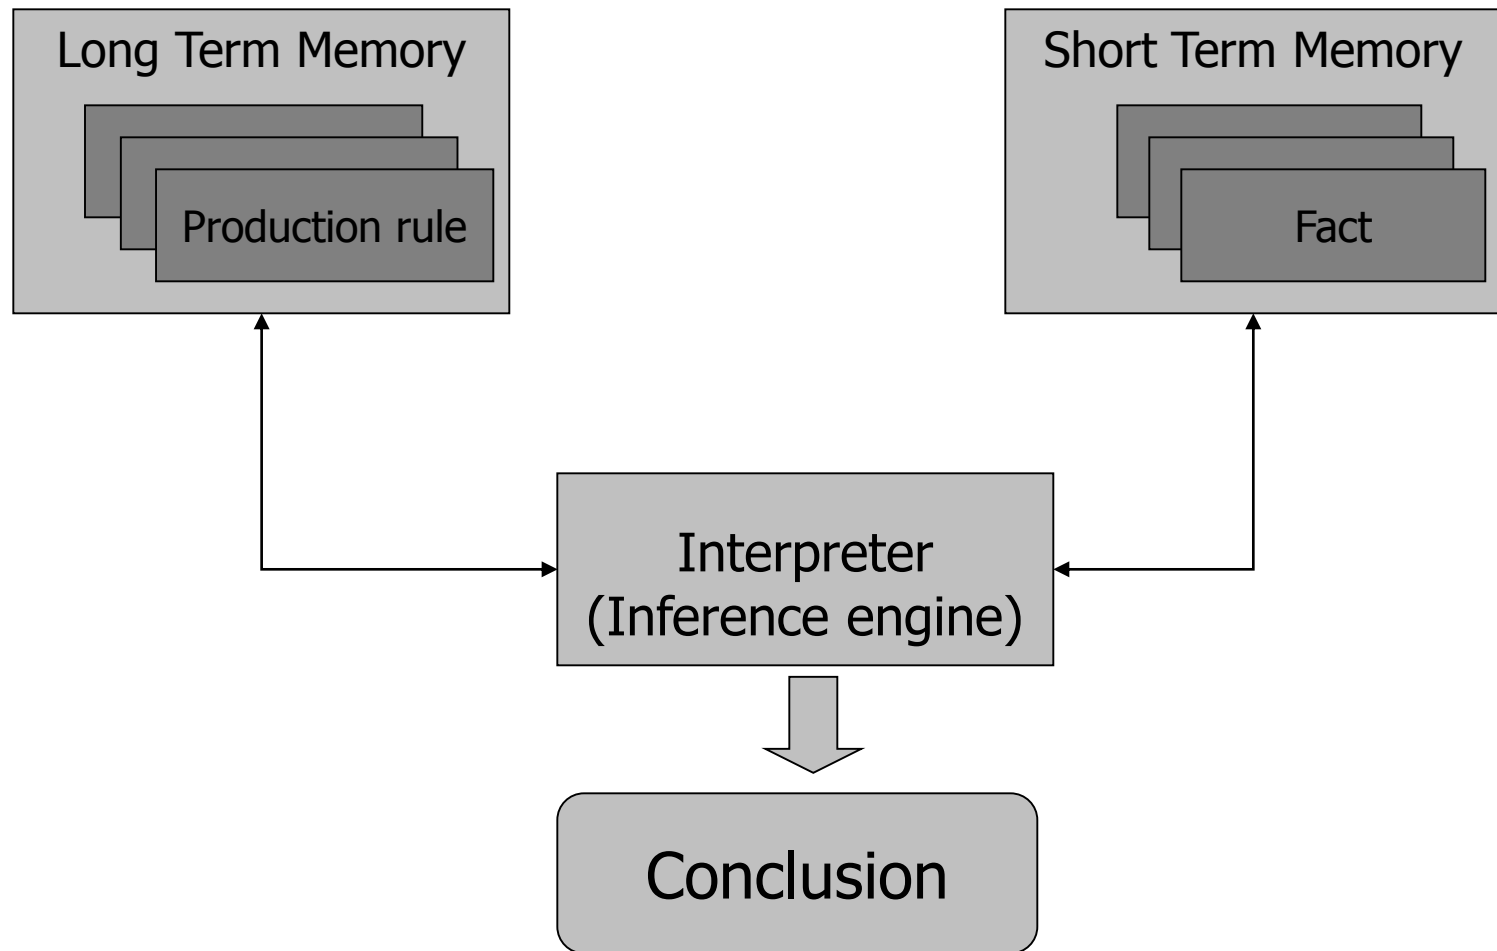 Long Term Memory
Production rule
Short Term Memory
Fact
Interpreter
(Inference engine)
Conclusion